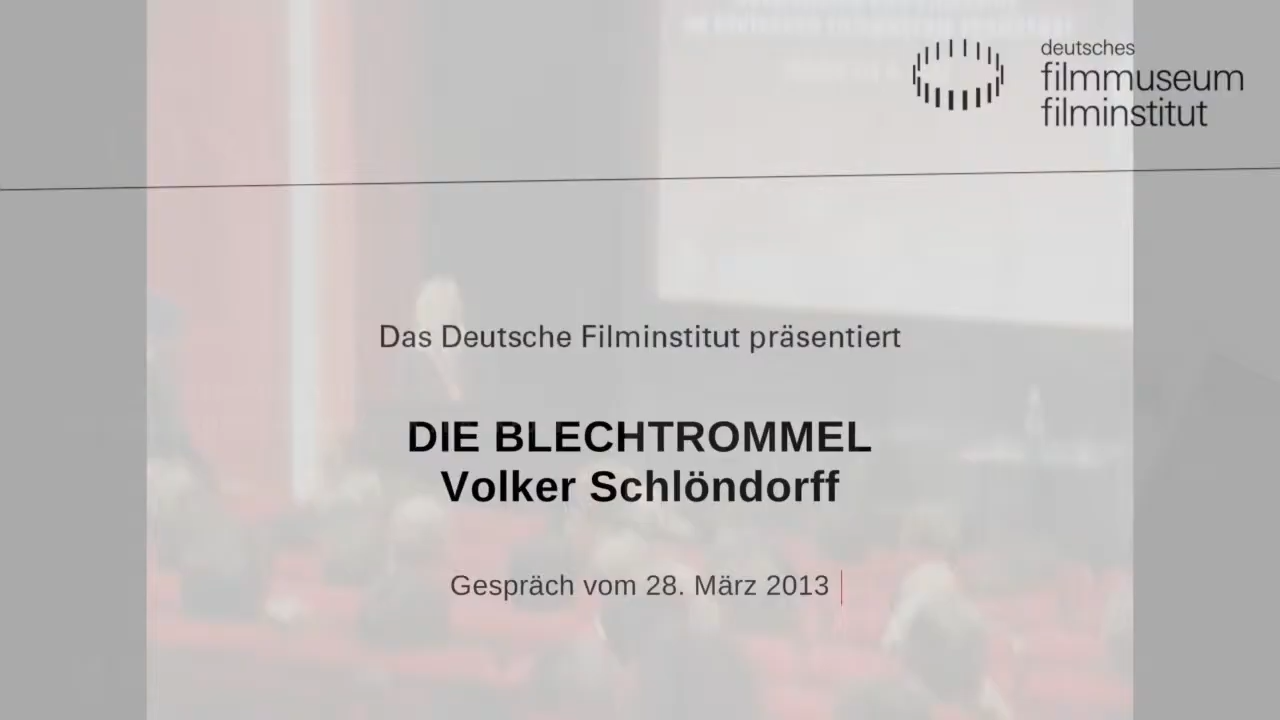 deutsches
filmmuseum
filminstitut
Das Deutsche Filminstitut präsentiert
DIE BLECHTROMMEL
Volker Schlöndorff
Gespräch vom 28. März 2013